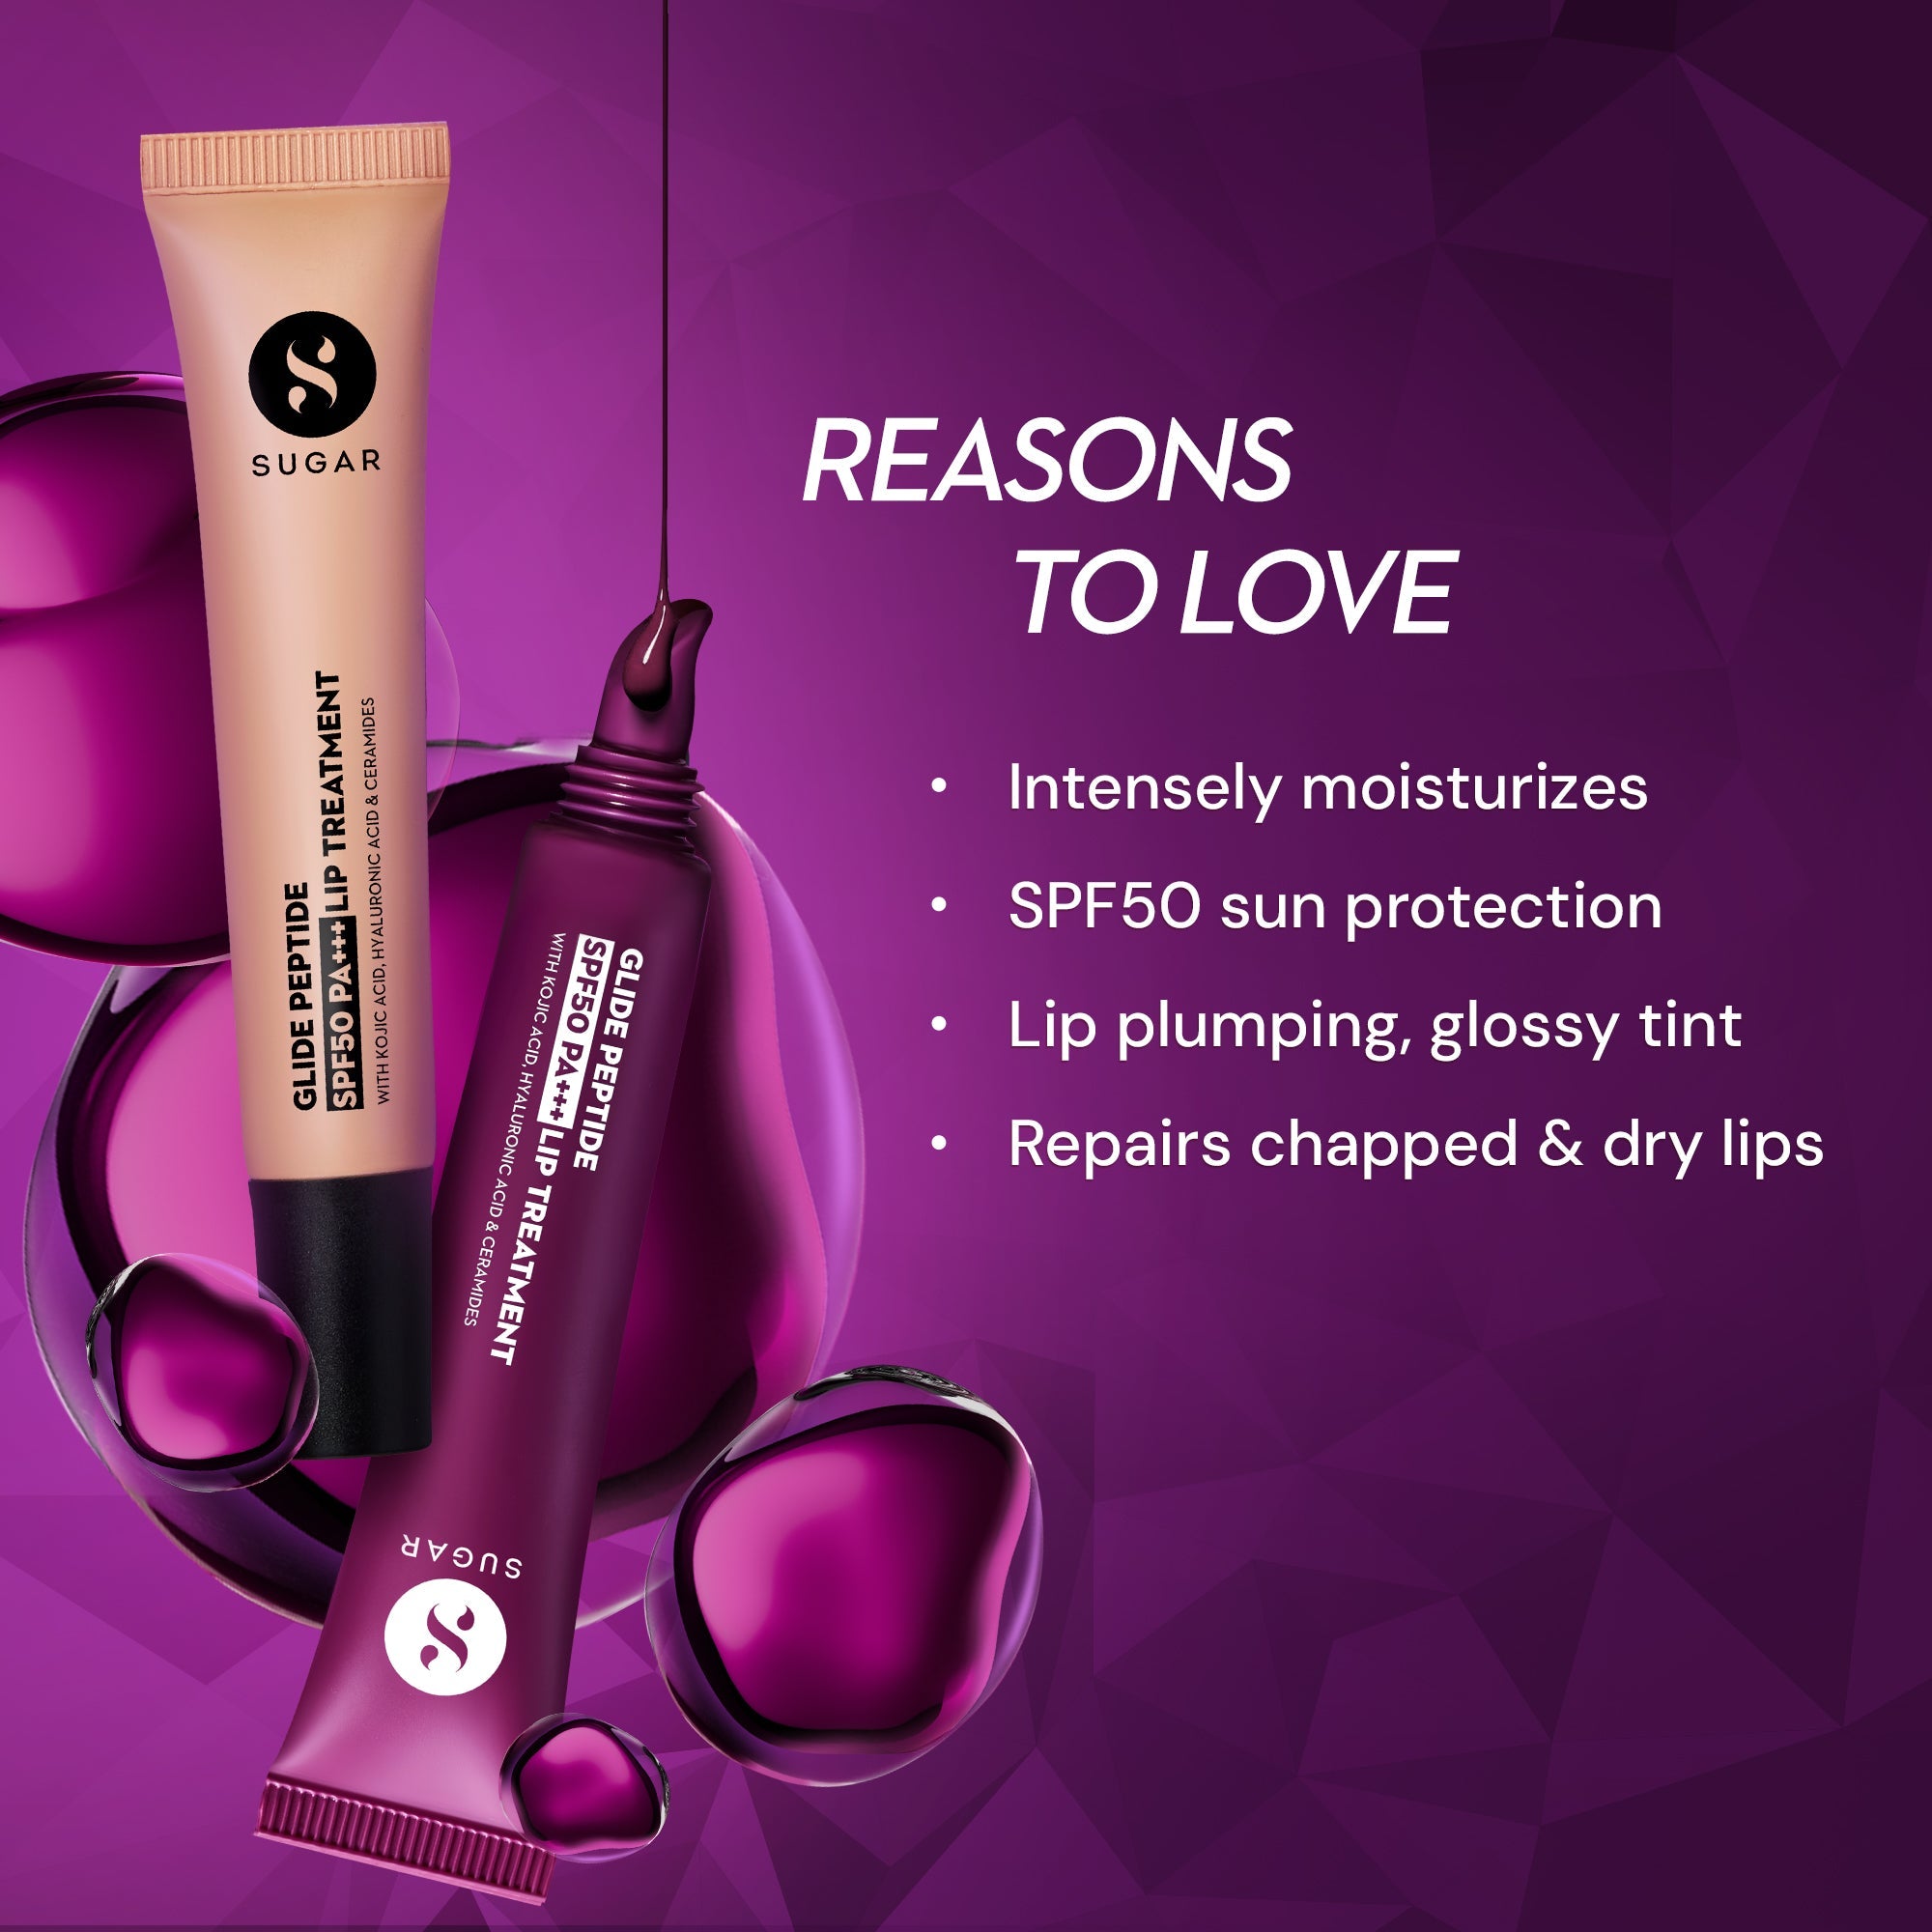 SUGAR
GLIDE PEPTIDE
SPF50 PA++++ LIP TREATMENT
WITH KOJIC ACID, HYALURONIC ACID & CERAMIDES
GLIDE PEPTIDE
SPF50 PA++++ LIP TREATMENT
WITH KOJIC ACID, HYALURONIC ACID & CERAMIDES
SUGAR
REASONS
TO LOVE
• Intensely moisturizes
• SPF50 sun protection
• Lip plumping, glossy tint
• Repairs chapped & dry lips